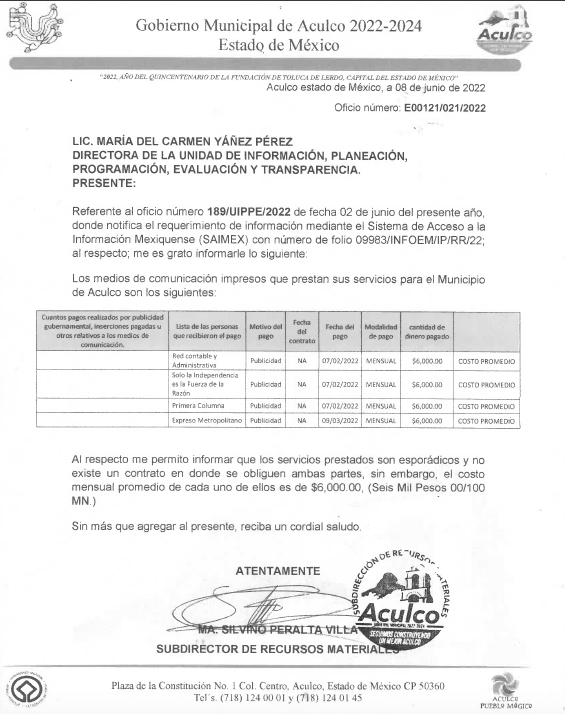 Gobierno Municipal de Aculco 2022-2024
Estado de México
Aculco
"2022, AÑO DEL QUINCENTENARIO DE LA FUNDACIÓN DE TOLUCA DE LERDO, CAPITAL DEL ESTADO DE MÉXICO"
Aculco estado de México, a 08 de junio de 2022
Oficio número: E00121/021/2022
LIC. MARÍA DEL CARMEN YÁÑEZ PÉREZ
DIRECTORA DE LA UNIDAD DE INFORMACIÓN, PLANEACIÓN,
PROGRAMACIÓN, EVALUACIÓN Y TRANSPARENCIA.
PRESENTE:
Referente al oficio número 189/UIPPE/2022 de fecha 02 de junio del presente año,
donde notifica el requerimiento de información mediante el Sistema de Acceso a la
Información Mexiquense (SAIMEX) con número de folio 09983/INFOEM/IP/RR/22;
al respecto; me es grato informarle lo siguiente:
Los medios de comunicación impresos que prestan sus servicios para el Municipio
de Aculco son los siguientes:
Cuantos pagos realizados por publicidad gubernamental, inserciones pagadas u otros relativos a los medios de comunicación. Lista de las personas que recibieron el pago Motivo del pago Fecha del contrato Fecha del pago Modalidad de pago cantidad de dinero pagado
Red contable y Administrativa Publicidad NA 07/02/2022 MENSUAL $6,000.00 COSTO PROMEDIO
Solo la Independencia es la Fuerza de la Razón Publicidad NA 07/02/2022 MENSUAL $6,000.00 COSTO PROMEDIO
Primera Columna Publicidad NA 07/02/2022 MENSUAL $6,000.00 COSTO PROMEDIO
Expreso Metropolitano Publicidad NA 09/03/2022 MENSUAL $6,000.00 COSTO PROMEDIO
Al respecto me permito informar que los servicios prestados son esporádicos y no
existe un contrato en donde se obliguen ambas partes, sin embargo, el costo
mensual promedio de cada uno de ellos es de $6,000.00, (Seis Mil Pesos 00/100
MN.)
Sin más que agregar al presente, reciba un cordial saludo.
ATENTAMENTE
SUBDIRECCIÓN DE RECURSOS MATERIALES
Aculco
SEGUIMOS CONSTRUYENDO
UN MEJOR ACULCO
MA. SILVINO PERALTA VILLA
SUBDIRECTOR DE RECURSOS MATERIALES
Plaza de la Constitución No. 1 Col. Centro, Aculco, Estado de México CP 50360
Tel´s. (718) 124 00 01 y (718) 124 01 45
ACULCO
PUEBLO MÁGICO